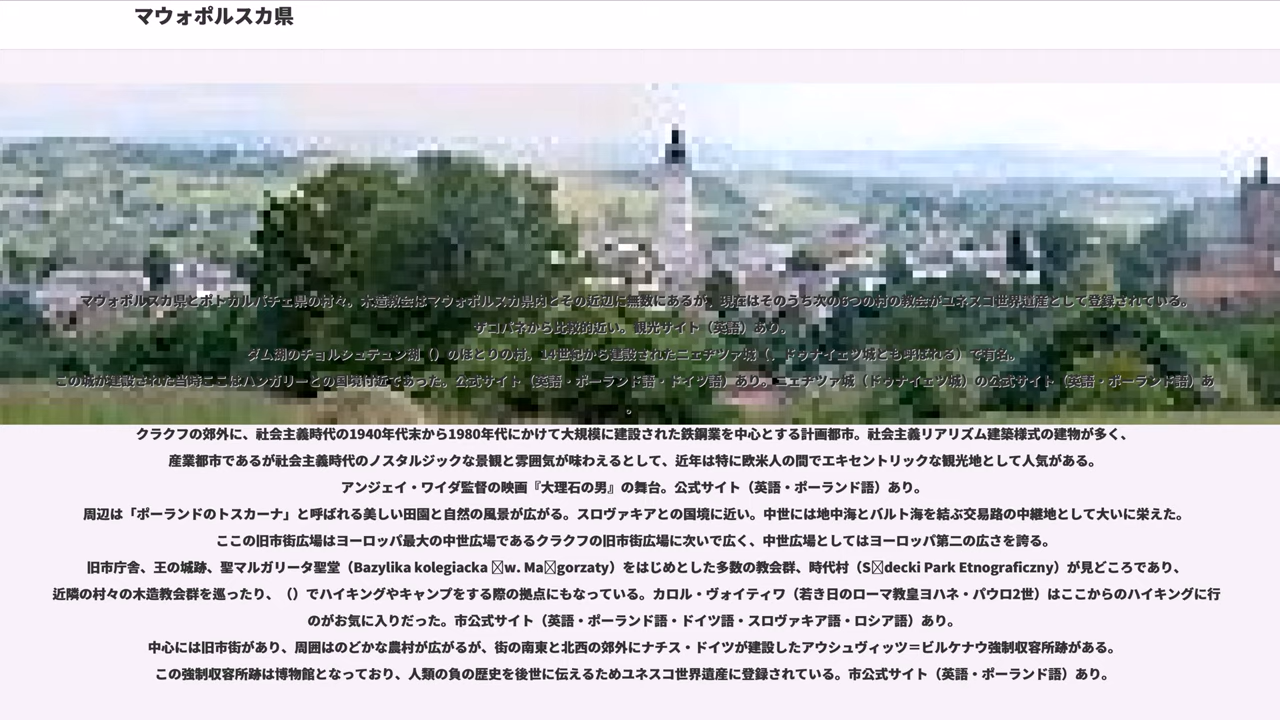 マウォポルスカ県
マウォポルスカ県とポトカルパチェ県の村々。木造教会はマウォポルスカ県内とその近辺に無数にあるが、現在はそのうち次の6つの村の教会がユネスコ世界遺産として登録されている。
ザコパネから比較的近い。観光サイト（英語）あり。
ダム湖のチョルシュテュン湖（）のほとりの村。14世紀から建設されたニェヂツァ城（、ドゥナイェツ城とも呼ばれる）で有名。
この城が建設された当時ここはハンガリーとの国境付近であった。公式サイト（英語・ポーランド語・ドイツ語）あり。ニェヂツァ城（ドゥナイェツ城）の公式サイト（英語・ポーランド語）あ
。
クラクフの郊外に、社会主義時代の1940年代末から1980年代にかけて大規模に建設された鉄鋼業を中心とする計画都市。社会主義リアリズム建築様式の建物が多く、
産業都市であるが社会主義時代のノスタルジックな景観と雰囲気が味わえるとして、近年は特に欧米人の間でエキセントリックな観光地として人気がある。
アンジェイ・ワイダ監督の映画『大理石の男』の舞台。公式サイト（英語・ポーランド語）あり。
周辺は「ポーランドのトスカーナ」と呼ばれる美しい田園と自然の風景が広がる。スロヴァキアとの国境に近い。中世には地中海とバルト海を結ぶ交易路の中継地として大いに栄えた。
ここの旧市街広場はヨーロッパ最大の中世広場であるクラクフの旧市街広場に次いで広く、中世広場としてはヨーロッパ第二の広さを誇る。
旧市庁舎、王の城跡、聖マルガリータ聖堂（Bazylika kolegiacka □w. Ma□gorzaty）をはじめとした多数の教会群、時代村（S□decki Park Etnograficzny）が見どころであり、
近隣の村々の木造教会群を巡ったり、（）でハイキングやキャンプをする際の拠点にもなっている。カロル・ヴォイティワ（若き日のローマ教皇ヨハネ・パウロ2世）はここからのハイキングに行
のがお気に入りだった。市公式サイト（英語・ポーランド語・ドイツ語・スロヴァキア語・ロシア語）あり。
中心には旧市街があり、周囲はのどかな農村が広がるが、街の南東と北西の郊外にナチス・ドイツが建設したアウシュヴィッツ＝ビルケナウ強制収容所跡がある。
この強制収容所跡は博物館となっており、人類の負の歴史を後世に伝えるためユネスコ世界遺産に登録されている。市公式サイト（英語・ポーランド語）あり。